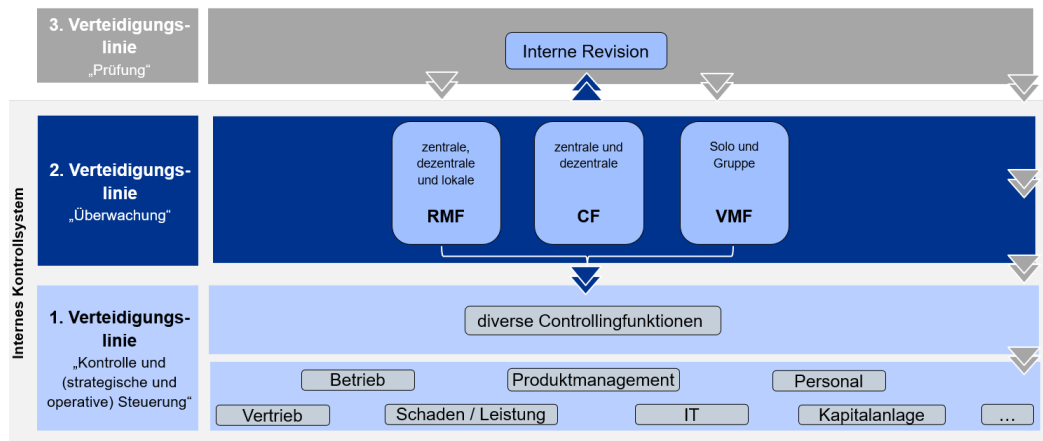 3. Verteidigungs-
linie
„Prüfung“
Interne Revision
Internes Kontrollsystem
2. Verteidigungs-
linie
„Überwachung“
zentrale,
dezentrale
und lokale
RMF
zentrale und
dezentrale
CF
Solo und
Gruppe
VMF
1. Verteidigungs-
linie
„Kontrolle und
(strategische und
operative) Steuerung“
diverse Controllingfunktionen
Betrieb
Produktmanagement
Personal
Vertrieb
Schaden / Leistung
IT
Kapitalanlage
…